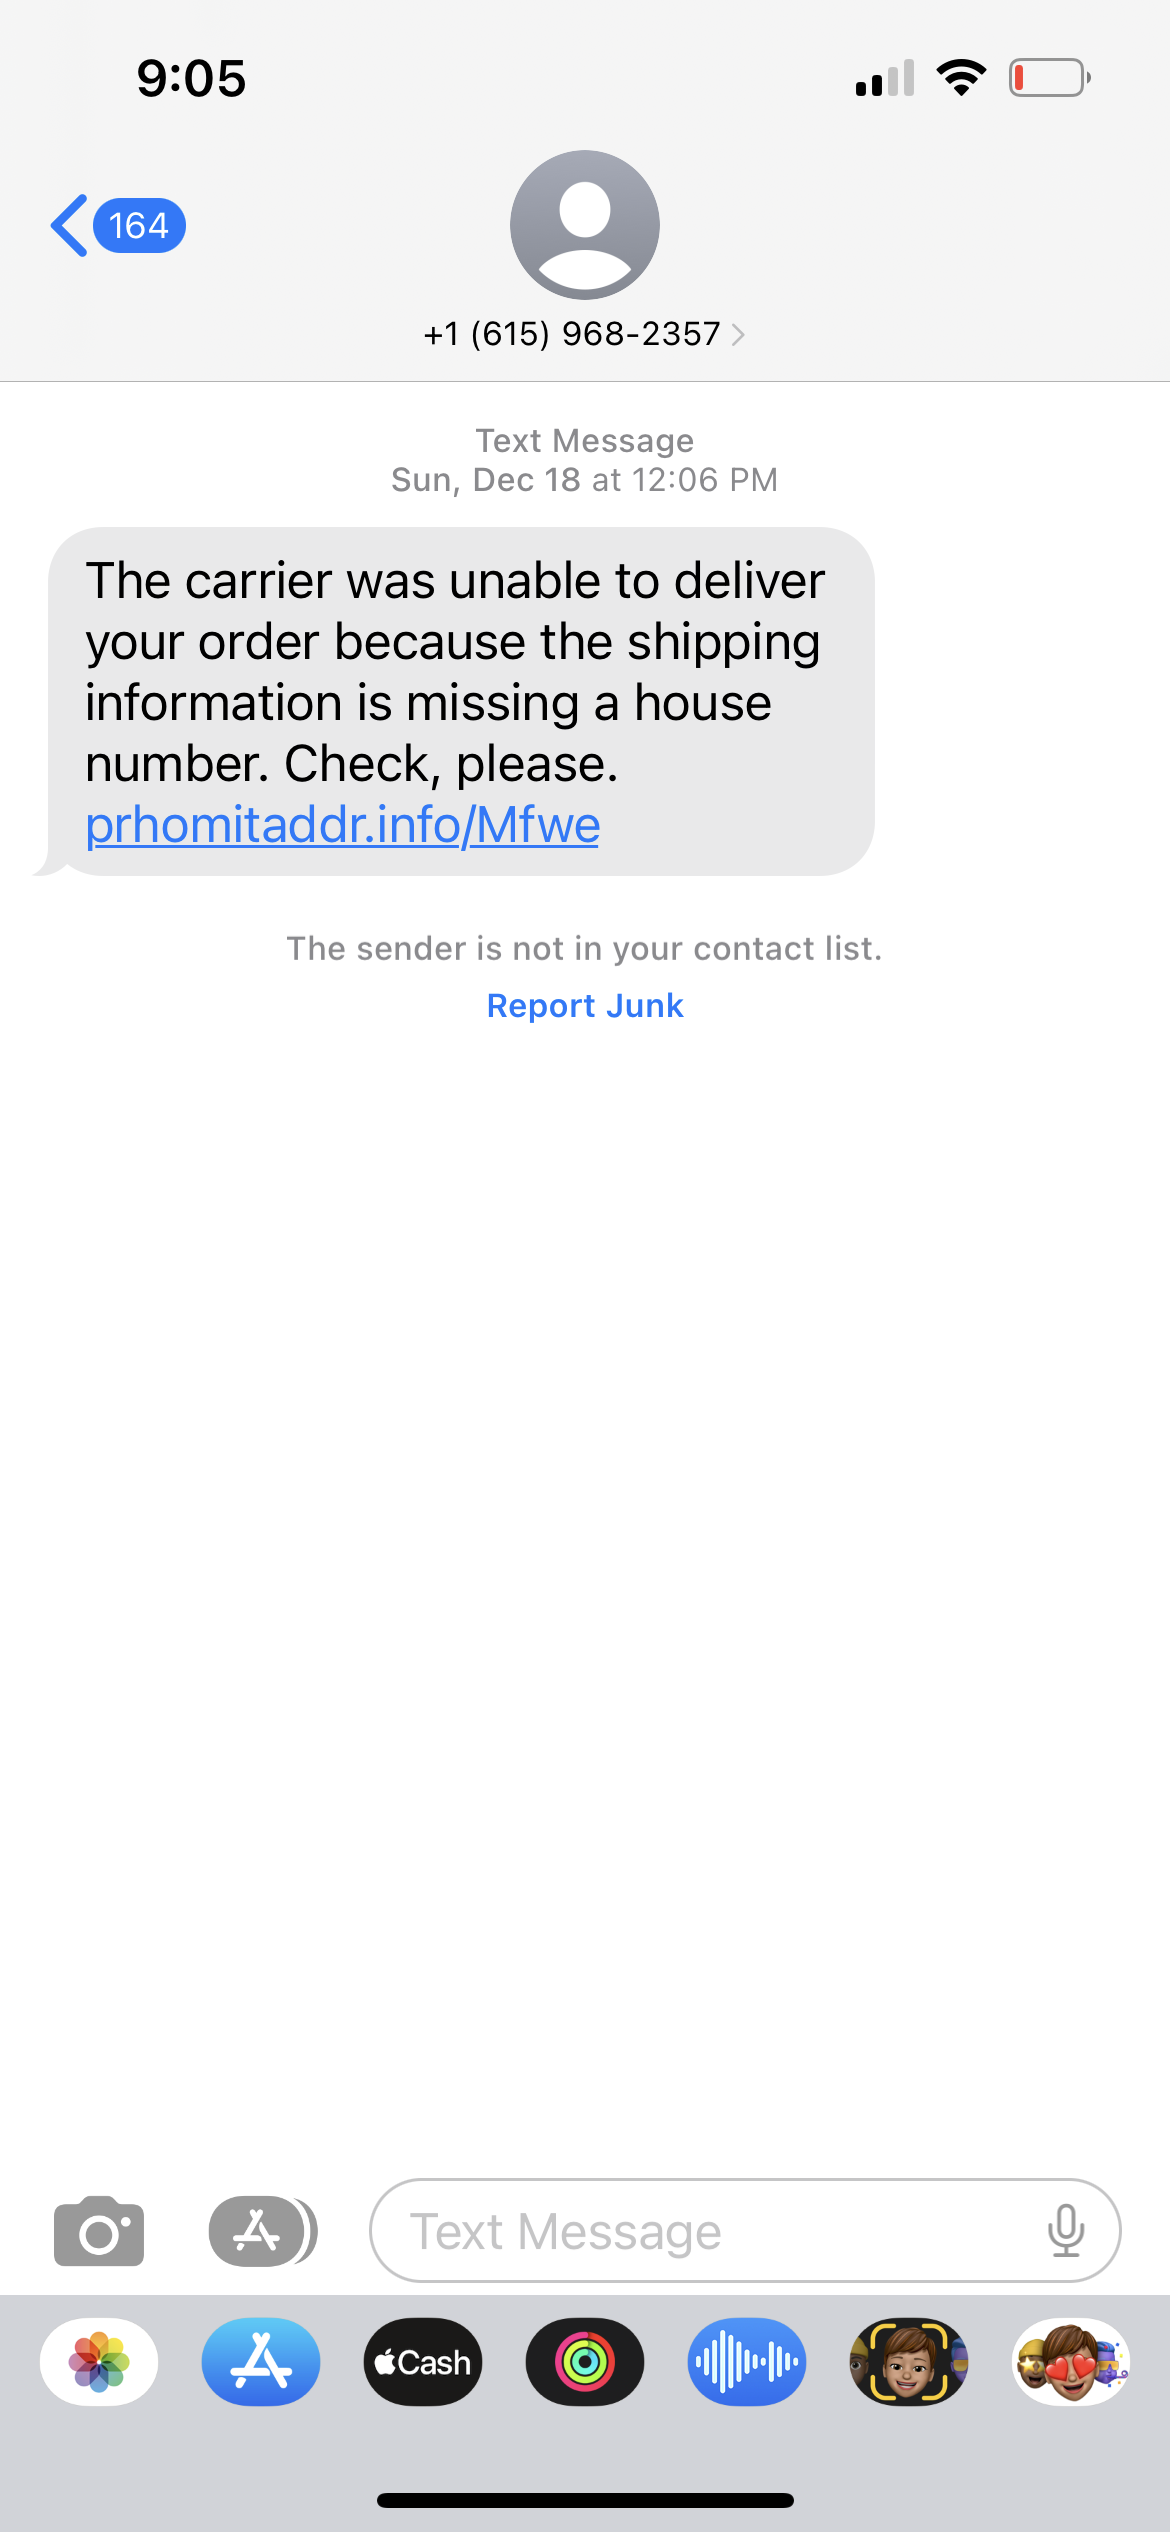 9:05
164
+1 (615) 968-2357
Text Message
Sun, Dec 18 at 12:06 PM
The carrier was unable to deliver
your order because the shipping
information is missing a house
number. Check, please.
prhomitaddr.info/Mfwe
The sender is not in your contact list.
Report Junk
Text Message
Cash